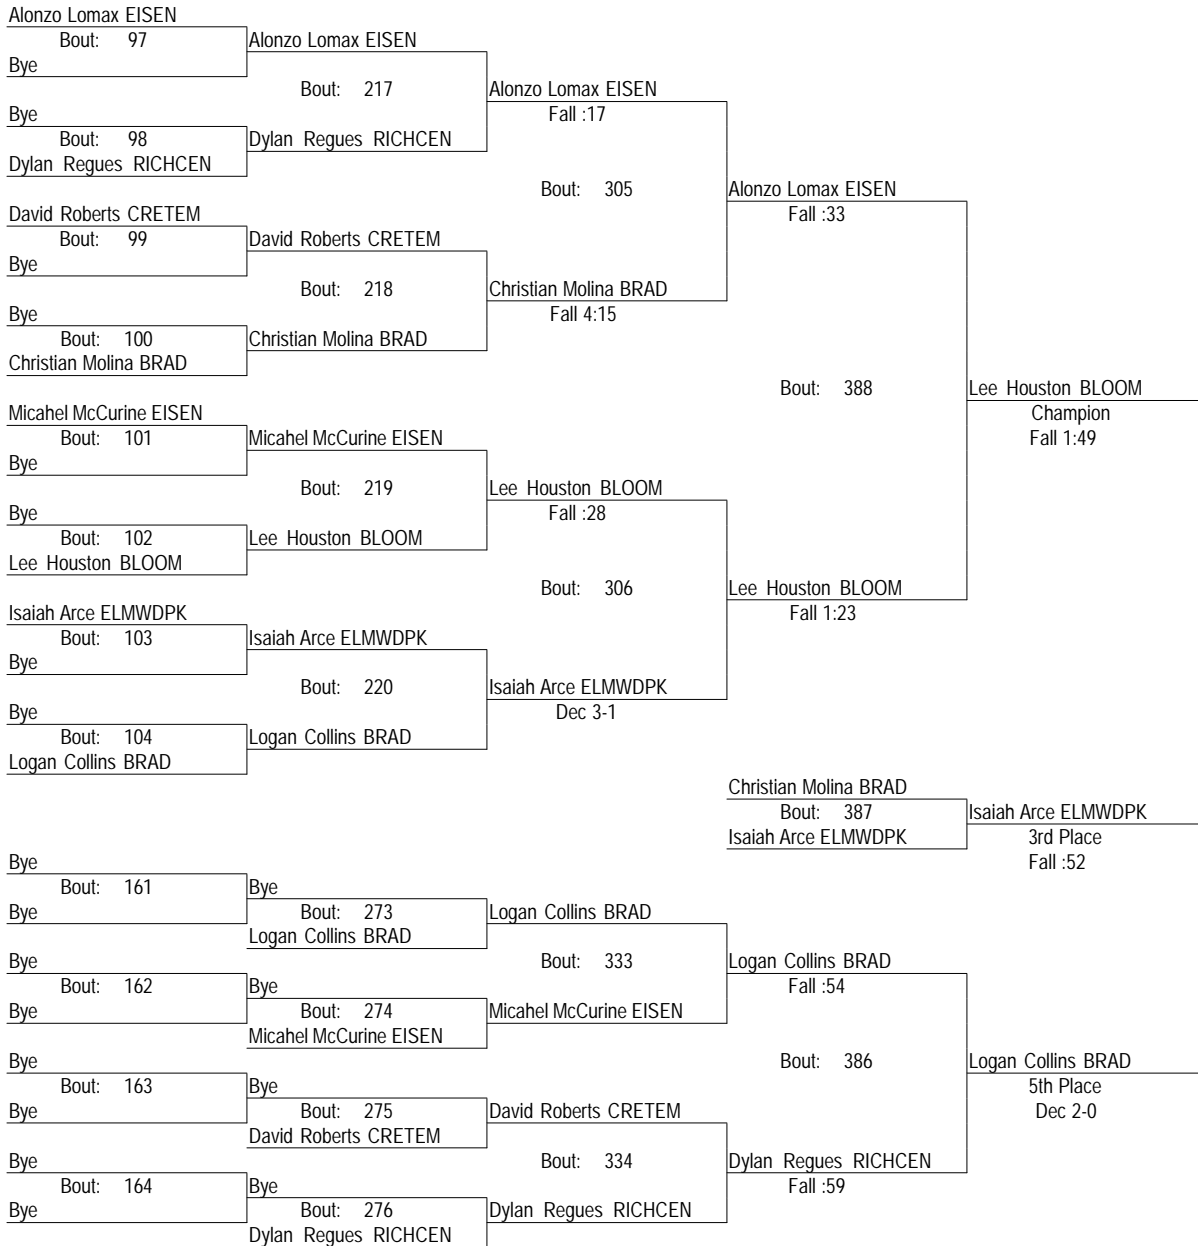 Alonzo Lomax EISEN
Bout: 97
Alonzo Lomax EISEN
Bye
Bout: 217
Alonzo Lomax EISEN
Bye
Fall :17
Bout: 98
Dylan Regues RICHCEN
Dylan Regues RICHCEN
Bout: 305
Alonzo Lomax EISEN
David Roberts CRETEM
Fall :33
Bout: 99
David Roberts CRETEM
Bye
Bout: 218
Christian Molina BRAD
Bye
Fall 4:15
Bout: 100
Christian Molina BRAD
Christian Molina BRAD
Bout: 388
Lee Houston BLOOM
Micahel McCurine EISEN
Champion
Bout: 101
Micahel McCurine EISEN
Fall 1:49
Bye
Bout: 219
Lee Houston BLOOM
Bye
Fall :28
Bout: 102
Lee Houston BLOOM
Lee Houston BLOOM
Bout: 306
Lee Houston BLOOM
Isaiah Arce ELMWDPK
Fall 1:23
Bout: 103
Isaiah Arce ELMWDPK
Bye
Bout: 220
Isaiah Arce ELMWDPK
Bye
Dec 3-1
Bout: 104
Logan Collins BRAD
Logan Collins BRAD
Christian Molina BRAD
Bout: 387
Isaiah Arce ELMWDPK
Isaiah Arce ELMWDPK
3rd Place
Fall :52
Bye
Bout: 161
Bye
Bye
Bout: 273
Logan Collins BRAD
Logan Collins BRAD
Bye
Bout: 333
Logan Collins BRAD
Bout: 162
Bye
Fall :54
Bye
Bout: 274
Micahel McCurine EISEN
Micahel McCurine EISEN
Bye
Bout: 386
Logan Collins BRAD
Bout: 163
Bye
5th Place
Bye
Bout: 275
David Roberts CRETEM
Dec 2-0
David Roberts CRETEM
Bye
Bout: 334
Dylan Regues RICHCEN
Bout: 164
Bye
Fall :59
Bye
Bout: 276
Dylan Regues RICHCEN
Dylan Regues RICHCEN